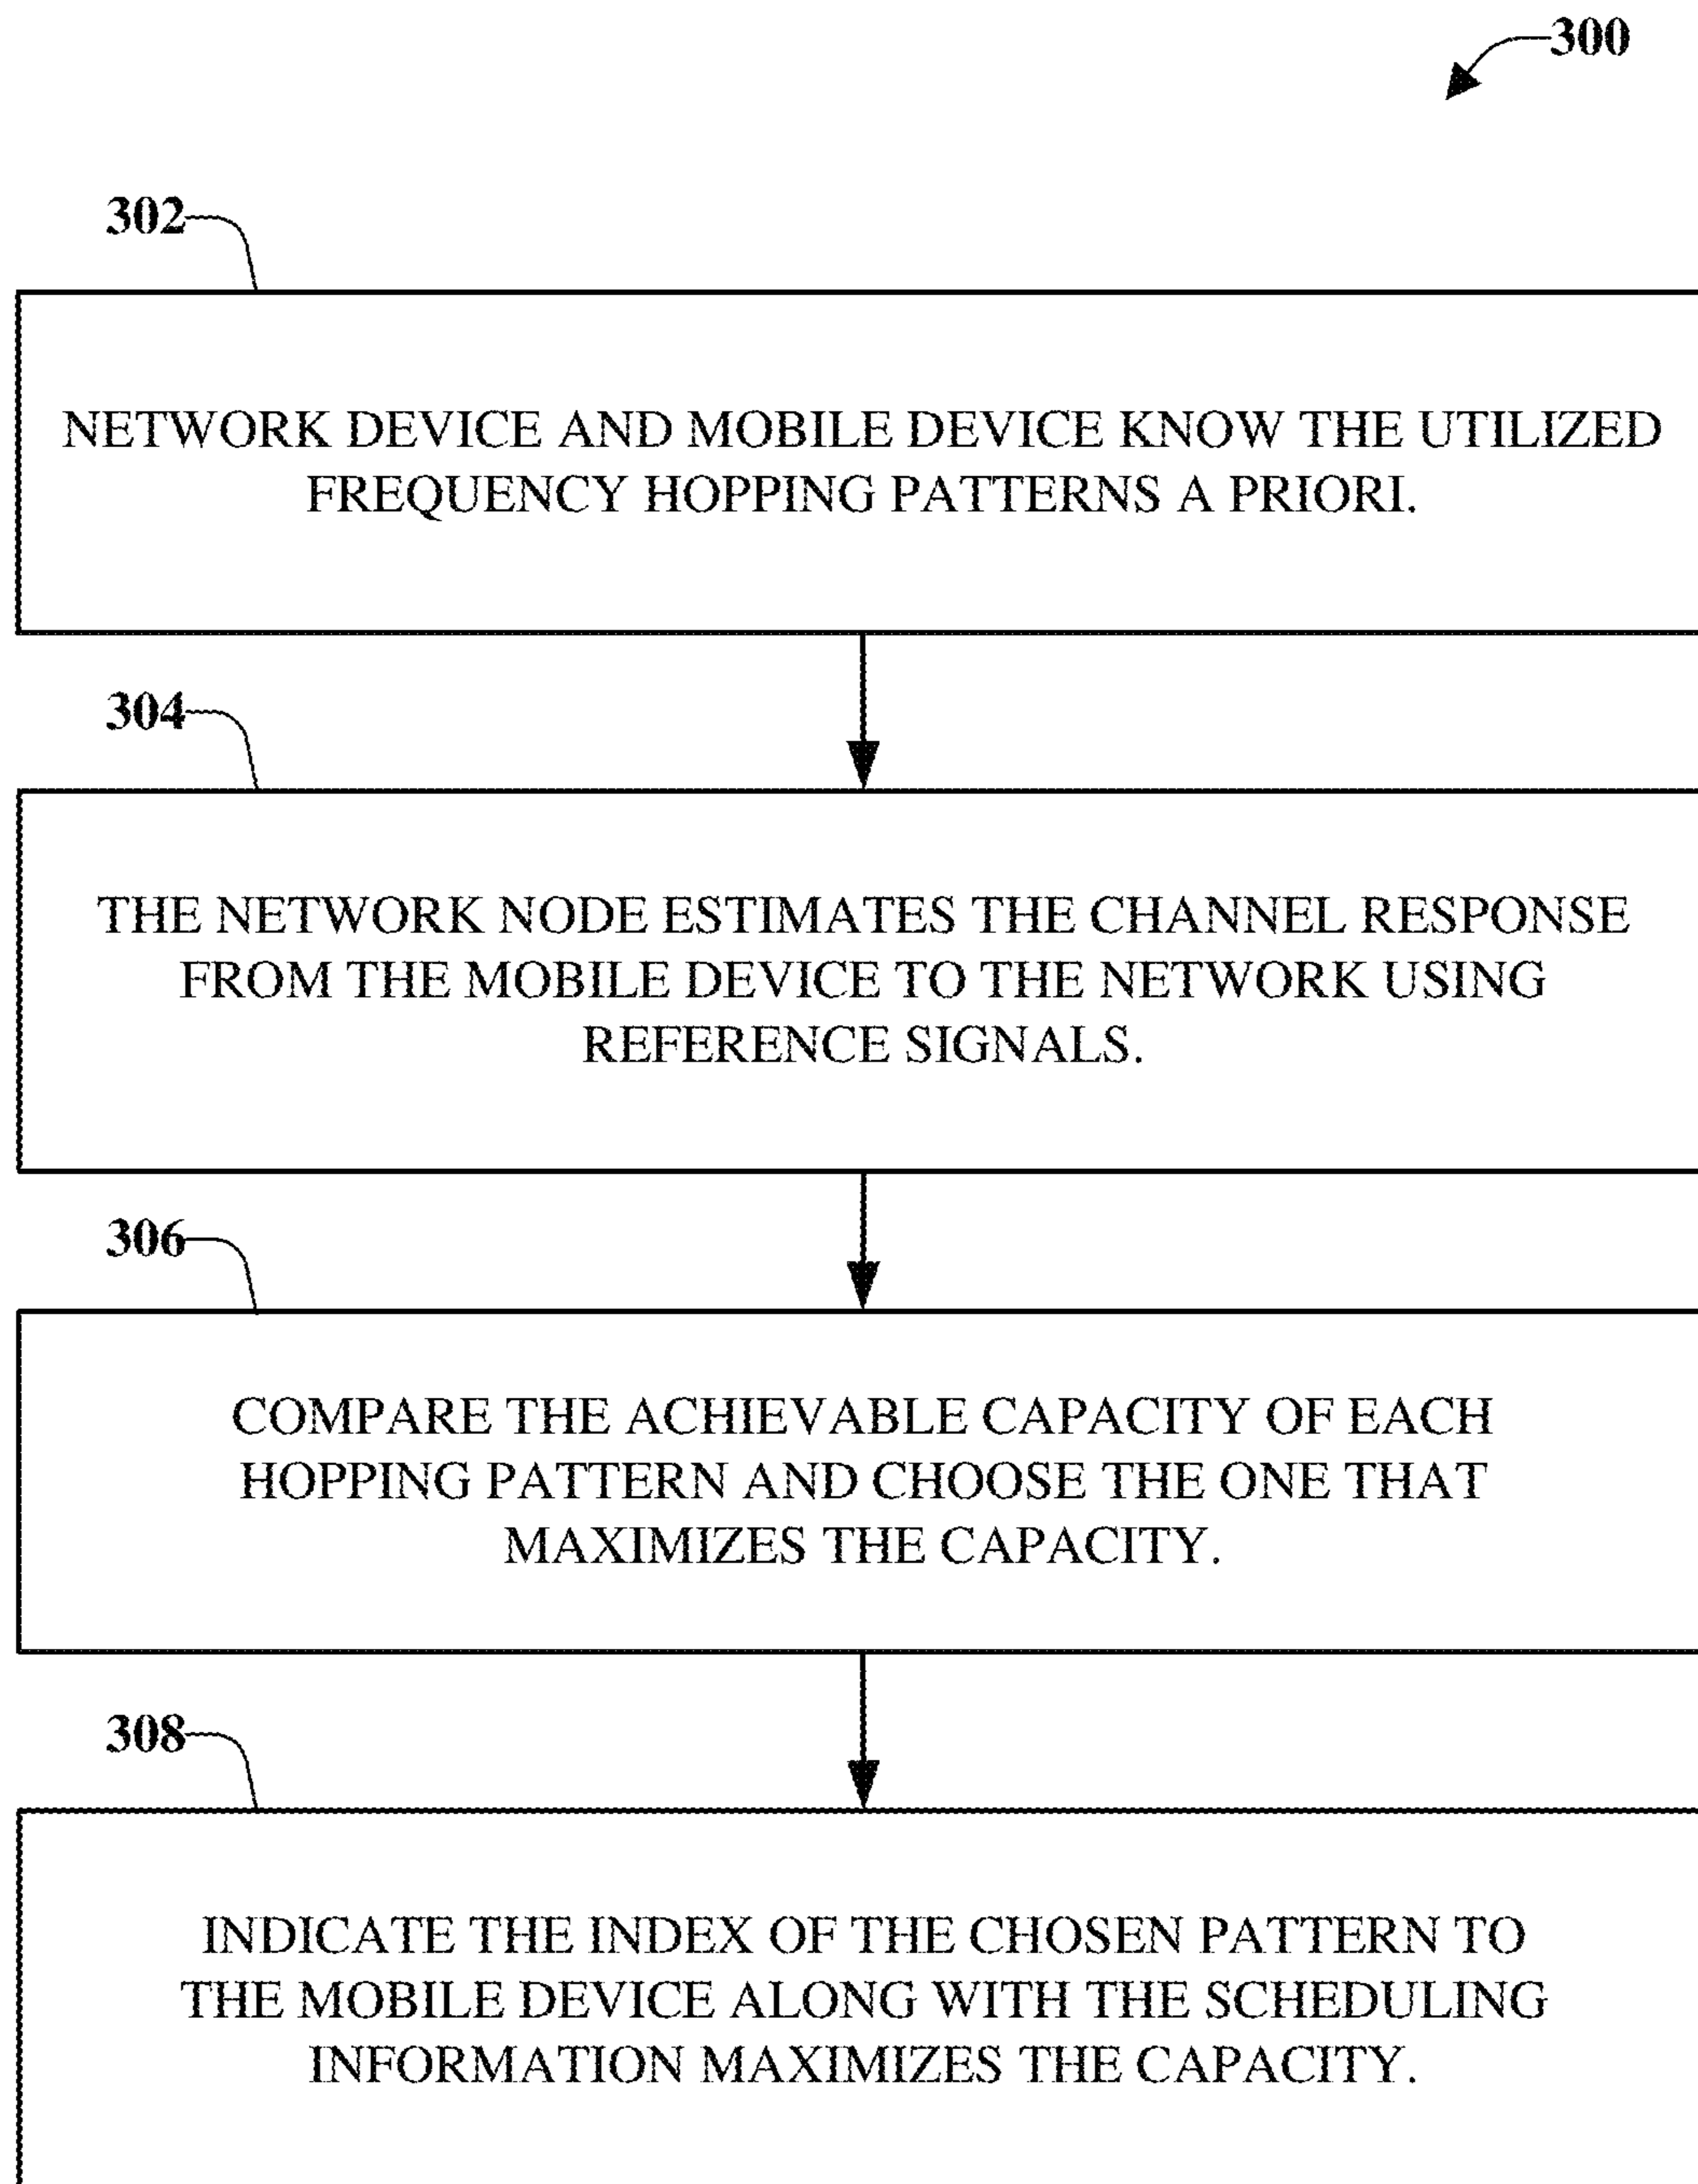 300
302
NETWORK DEVICE AND MOBILE DEVICE KNOW THE UTILIZED
FREQUENCY HOPPING PATTERNS A PRIORI.
304
THE NETWORK NODE ESTIMATES THE CHANNEL RESPONSE
FROM THE MOBILE DEVICE TO THE NETWORK USING
REFERENCE SIGNALS.
306
COMPARE THE ACHIEVABLE CAPACITY OF EACH
HOPPING PATTERN AND CHOOSE THE ONE THAT
MAXIMIZES THE CAPACITY.
308
INDICATE THE INDEX OF THE CHOSEN PATTERN TO
THE MOBILE DEVICE ALONG WITH THE SCHEDULING
INFORMATION MAXIMIZES THE CAPACITY.